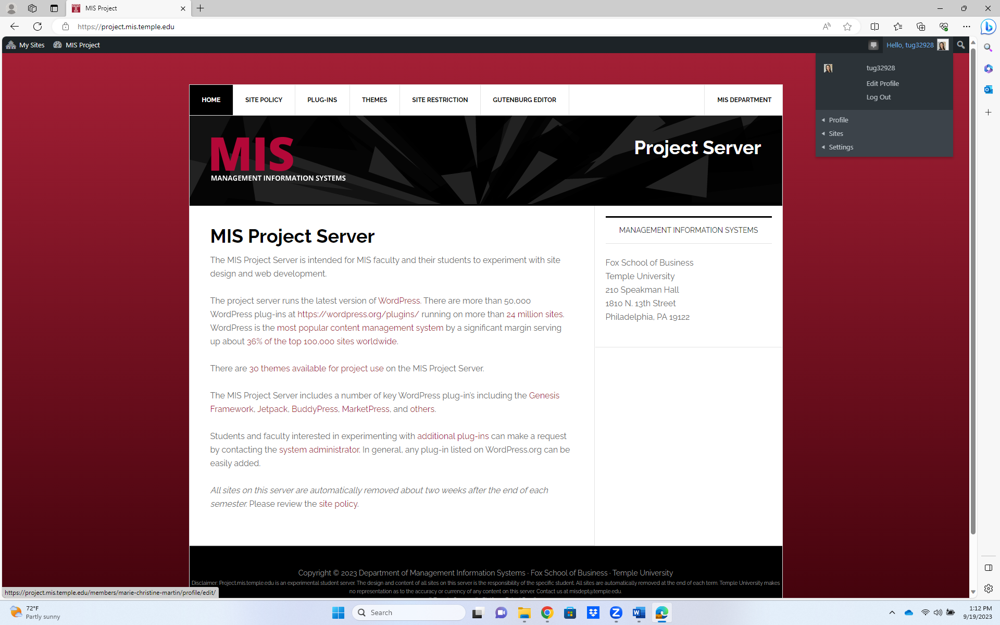 MIS Project
https://project.mis.temple.edu
My Sites
MIS Project
Hello, tug32928
tug32928
Edit Profile
Log Out
Profile
Sites
Settings
HOME
SITE POLICY
PLUG-INS
THEMES
SITE RESTRICTION
GUTENBURG EDITOR
MIS DEPARTMENT
MIS
MANAGEMENT INFORMATION SYSTEMS
Project Server
MIS Project Server
The MIS Project Server is intended for MIS faculty and their students to experiment with site
design and web development.
The project server runs the latest version of WordPress. There are more than 50,000
WordPress plug-ins at https://wordpress.org/plugins/ running on more than 24 million sites.
WordPress is the most popular content management system by a significant margin serving
up about 36% of the top 100,000 sites worldwide.
There are 30 themes available for project use on the MIS Project Server.
The MIS Project Server includes a number of key WordPress plug-in's including the Genesis
Framework, Jetpack, BuddyPress, MarketPress, and others.
Students and faculty interested in experimenting with additional plug-ins can make a request
by contacting the system administrator. In general, any plug-in listed on WordPress.org can be
easily added.
All sites on this server are automatically removed about two weeks after the end of each
semester. Please review the site policy.
MANAGEMENT INFORMATION SYSTEMS
Fox School of Business
Temple University
210 Speakman Hall
1810 N. 13th Street
Philadelphia, PA 19122
Copyright © 2023 Department of Management Information Systems · Fox School of Business · Temple University
Disclaimer: Project.mis.temple.edu is an experimental student server. The design and content of all sites on this server is the responsibility of the specific student. All sites are automatically removed at the end of each term. Temple University makes
no representation as to the accuracy or currency of any content on this server. Contact us at misdept@temple.edu.
https://project.mis.temple.edu/members/marie-christine-martin/profile/edit/
72°F
Partly sunny
Search
1:12 PM
9/19/2023